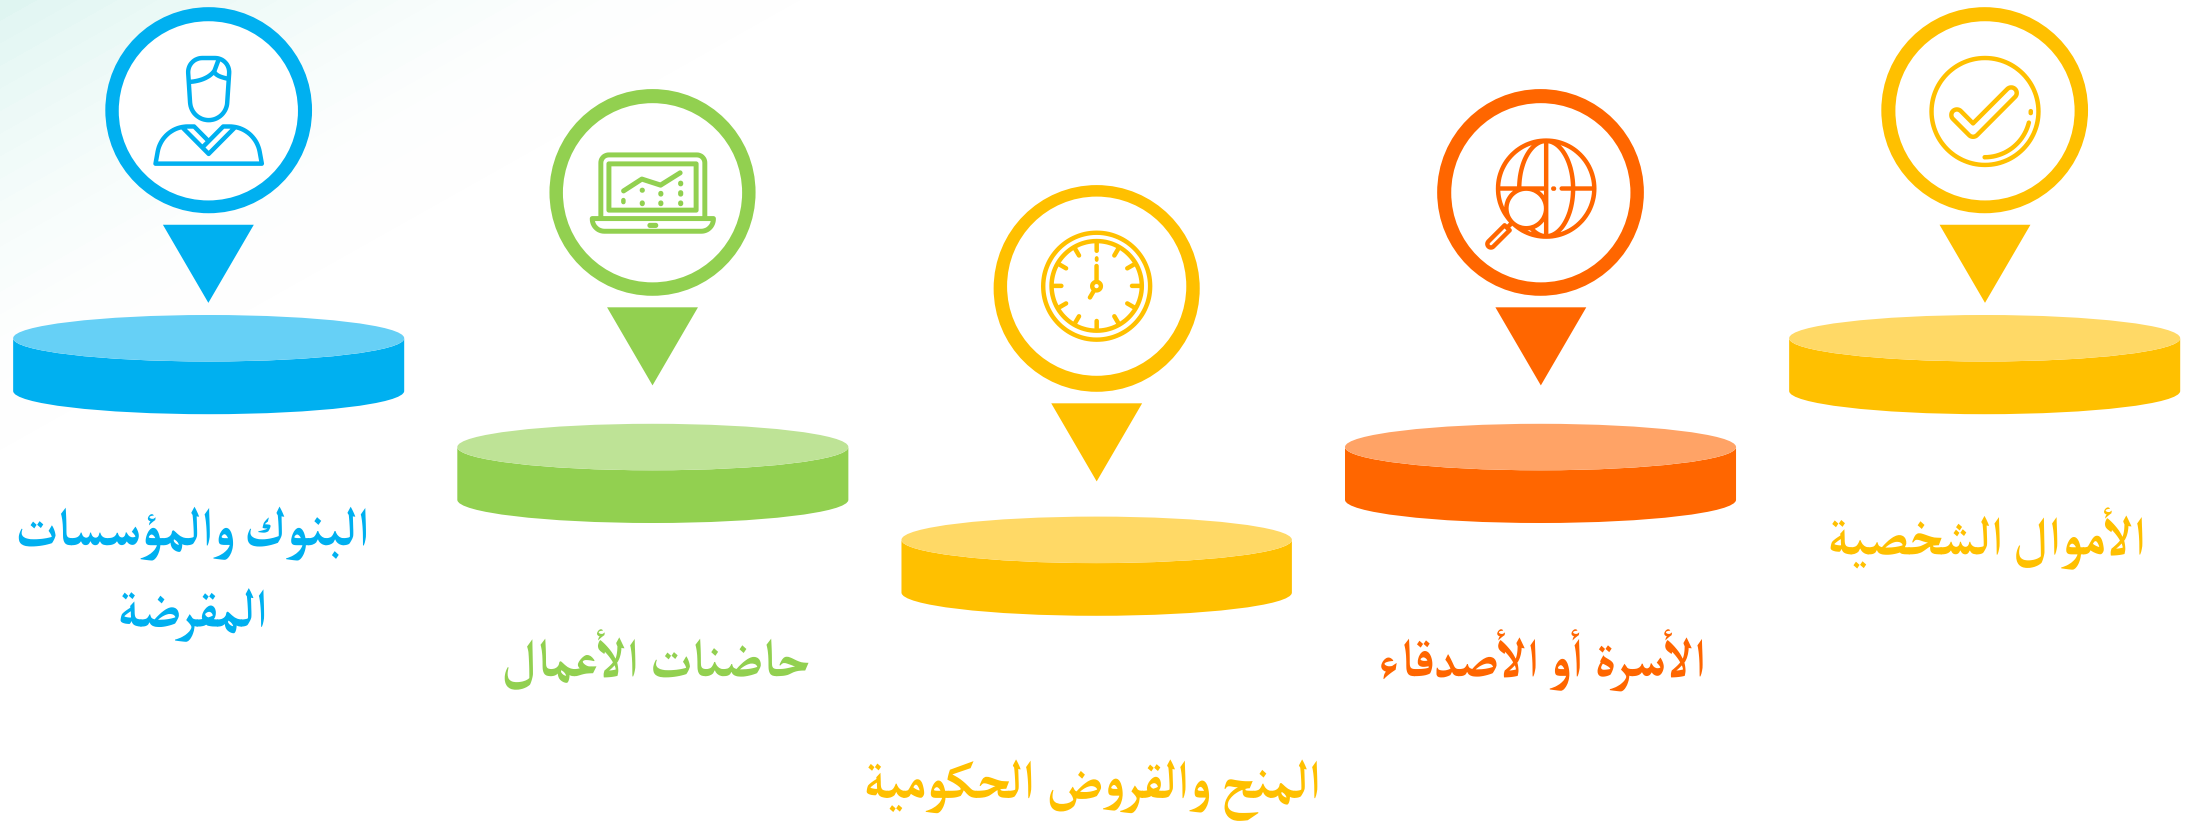 الأموال الشخصية
الأسرة أو الأصدقاء
المنح والقروض الحكومية
حاضنات الأعمال
البنوك والمؤسسات
المقرضة